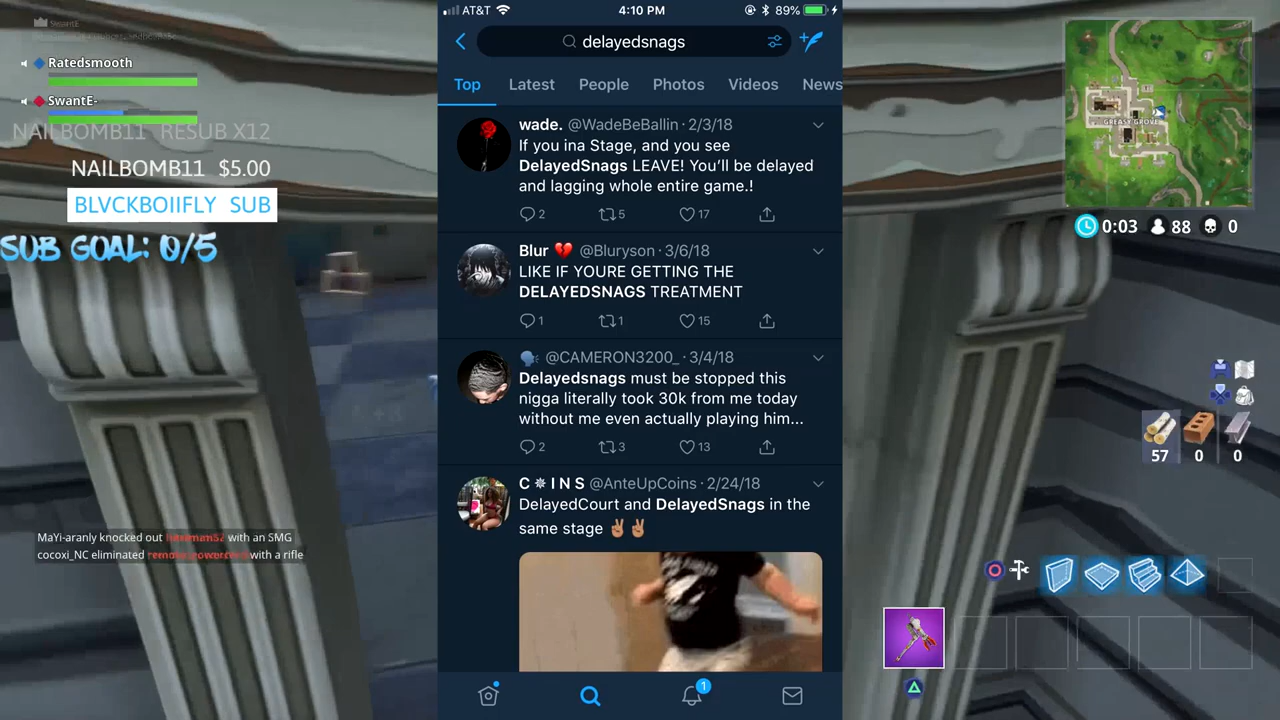 SwantE
Ratedsmooth
SwantE-
NAILBOMB11 RESUB X12
NAILBOMB11 $5.00
BLVCKBOIIFLY SUB
SUB GOAL: 0/5
MaYi-aranly knocked out with an SMG
cocoxi_NC eliminated with a rifle
AT&T
4:10 PM
89%
delayedsnags
Top Latest People Photos Videos News
wade. @WadeBeBallin · 2/3/18
If you ina Stage, and you see
DelayedSnags LEAVE! You’ll be delayed
and lagging whole entire game.!
2 5 17
Blur 💔 @Bluryson · 3/6/18
LIKE IF YOURE GETTING THE
DELAYEDSNAGS TREATMENT
1 1 15
🗣 @CAMERON3200_ · 3/4/18
Delayedsnags must be stopped this
nigga literally took 30k from me today
without me even actually playing him...
2 3 13
C ✵ I N S @AnteUpCoins · 2/24/18
DelayedCourt and DelayedSnags in the
same stage ✌🏽✌🏽
1
GREASY GROVE
0:03 88 0
57 0 0